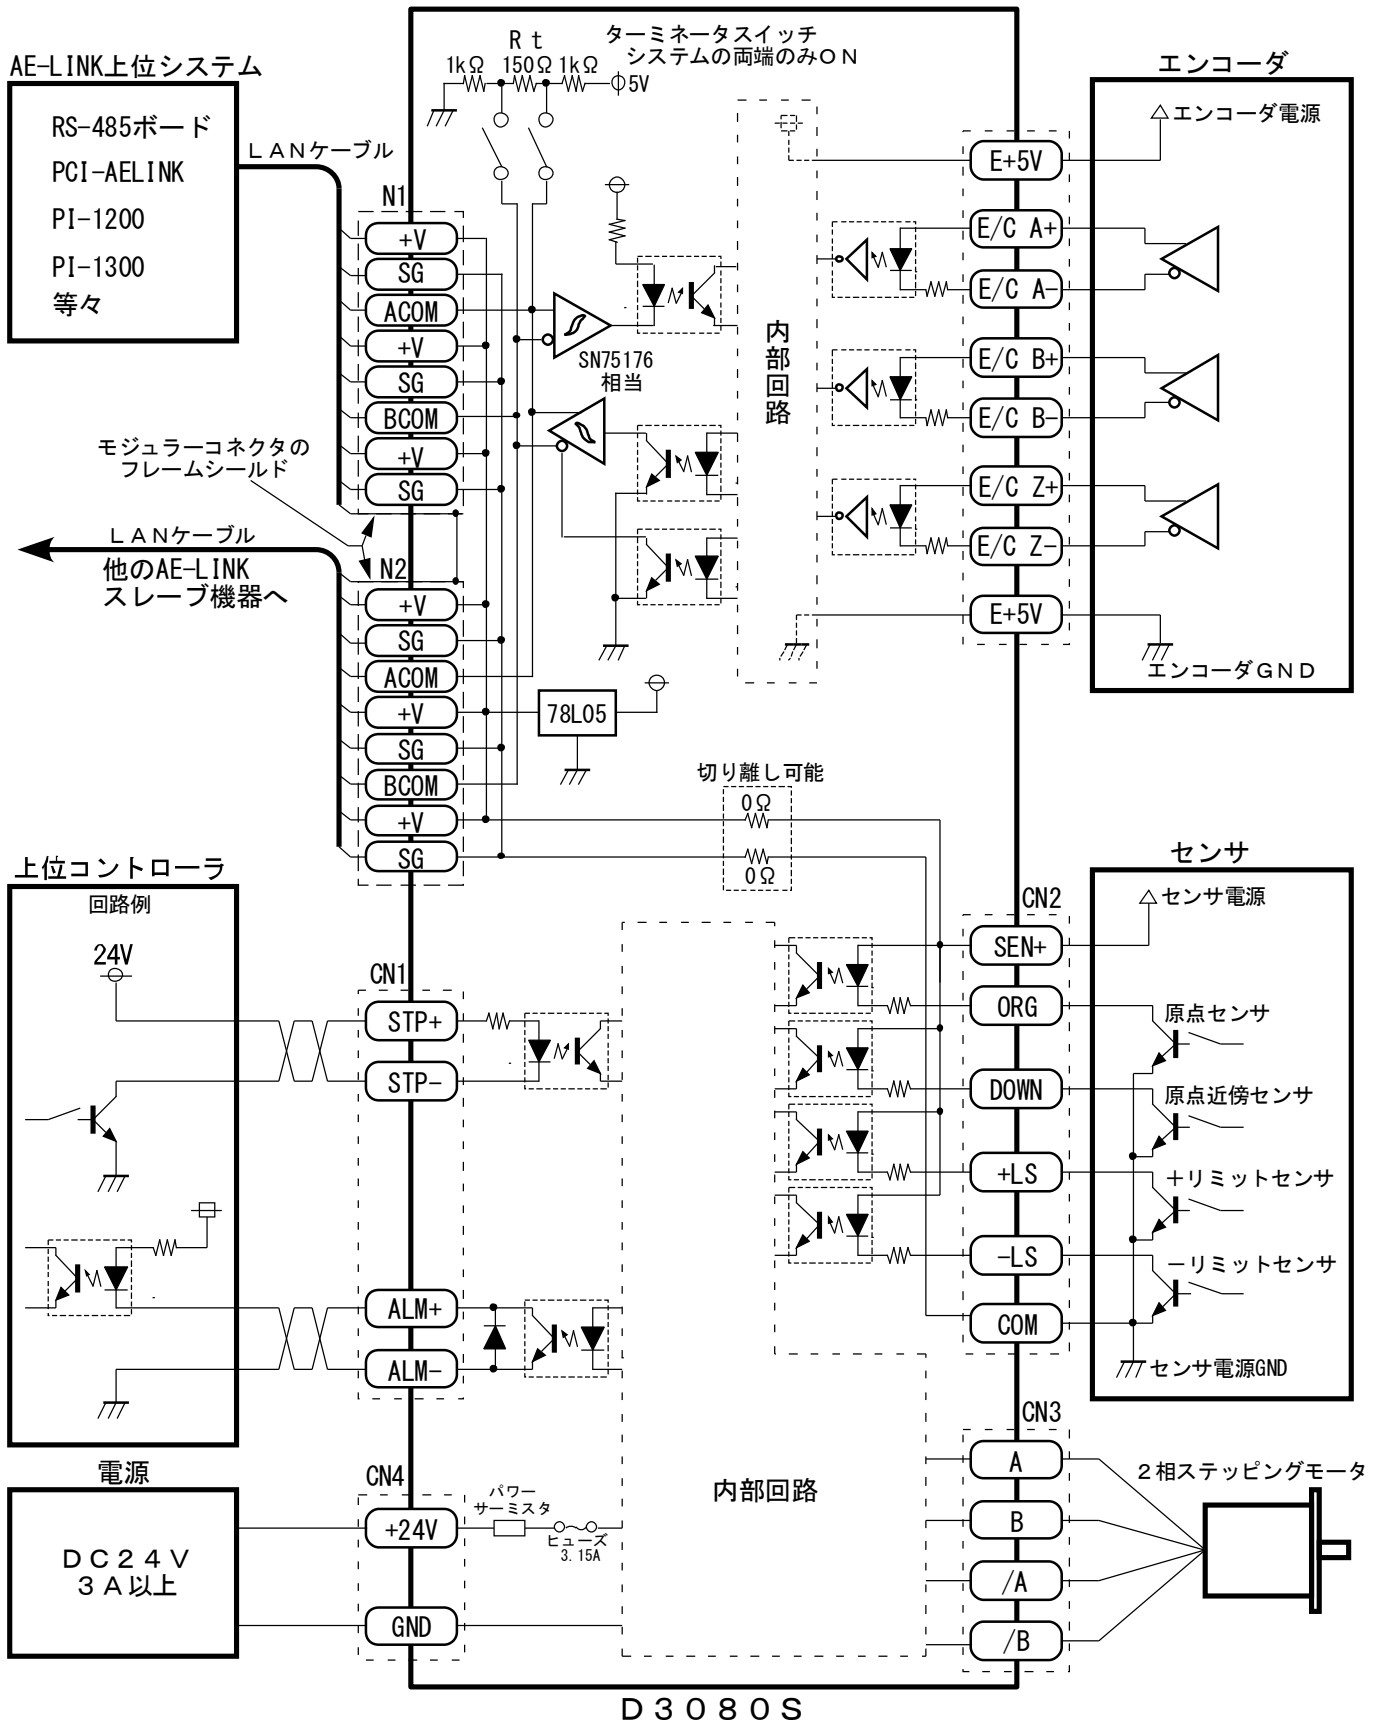 AE-LINK上位システム
RS-485ボード
PCI-AELINK
PI-1200
PI-1300
等々
LANケーブル
Rt
1kΩ 150Ω 1kΩ
5V
ターミネータスイッチ
システムの両端のみON
エンコーダ
エンコーダ電源
E+5V
E/C A+
E/C A-
E/C B+
E/C B-
E/C Z+
E/C Z-
E+5V
エンコーダGND
内部回路
N1
+V
SG
ACOM
+V
SG
BCOM
+V
SG
SN75176
相当
モジュラーコネクタの
フレームシールド
LANケーブル
他のAE-LINK
スレーブ機器へ
N2
+V
SG
ACOM
+V
SG
BCOM
+V
SG
78L05
切り離し可能
0Ω
0Ω
上位コントローラ
回路例
24V
CN1
STP+
STP-
ALM+
ALM-
センサ
センサ電源
CN2
SEN+
ORG
DOWN
+LS
-LS
COM
原点センサ
原点近傍センサ
+リミットセンサ
-リミットセンサ
センサ電源GND
電源
DC24V
3A以上
CN4
+24V
GND
パワー
サーミスタ
ヒューズ
3.15A
内部回路
CN3
A
B
/A
/B
2相ステッピングモータ
D3080S